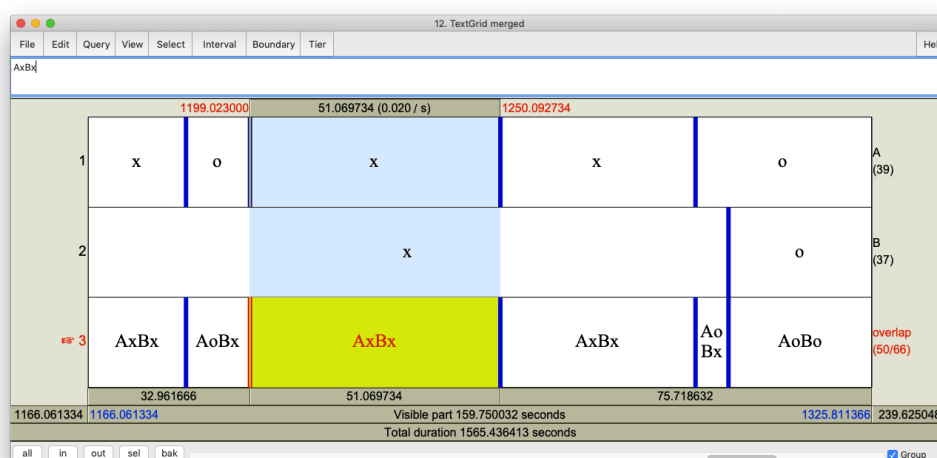 12. TextGrid merged
File Edit Query View Select Interval Boundary Tier Hel
AxBx
1199.023000 51.069734 (0.020 / s) 1250.092734
1 x o x x o A
(39)
2 x o B
(37)
☞ 3 AxBx AoBx AxBx AxBx Ao AoBo overlap
Bx (50/66)
32.961666 51.069734 75.718632
1166.061334 1166.061334 Visible part 159.750032 seconds 1325.811366 239.625048
Total duration 1565.436413 seconds
all in out sel bak Group